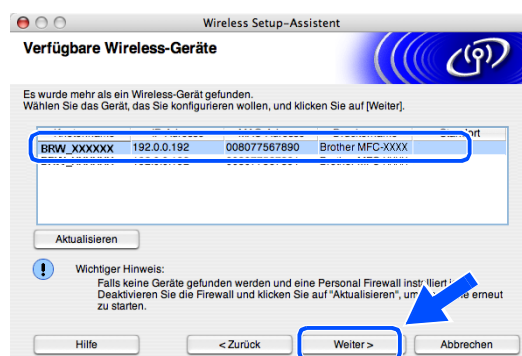 Wireless Setup-Assistent
Verfügbare Wireless-Geräte
Es wurde mehr als ein Wireless-Gerät gefunden.
Wählen Sie das Gerät, das Sie konfigurieren wollen, und klicken Sie auf [Weiter].
BRW_XXXXXX 192.0.0.192 008077567890 Brother MFC-XXXX
Aktualisieren
Wichtiger Hinweis:
Falls keine Geräte gefunden werden und eine Personal Firewall
Deaktivieren Sie die Firewall und klicken Sie auf "Aktualisieren", erneut
zu starten.
Hilfe < Zurück Weiter > Abbrechen